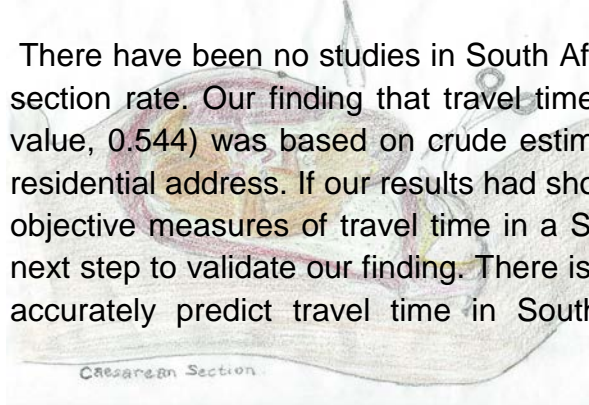 There have been no studies in South Af
section rate. Our finding that travel time
value, 0.544) was based on crude estim
residential address. If our results had sho
objective measures of travel time in a S
next step to validate our finding. There is
accurately predict travel time in South
Caesarean Section.